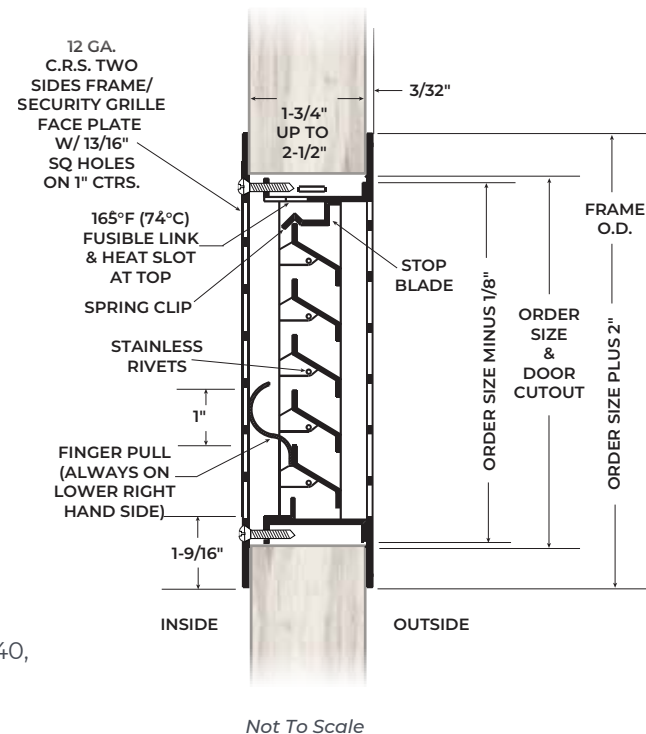 12 GA.
C.R.S. TWO
SIDES FRAME/
SECURITY GRILLE
FACE PLATE
W/ 13/16"
SQ HOLES
ON 1" CTRS.
1-3/4"
UP TO
2-1/2"
3/32"
165°F (74°C)
FUSIBLE LINK
& HEAT SLOT
AT TOP
SPRING CLIP
STAINLESS
RIVETS
1"
FINGER PULL
(ALWAYS ON
LOWER RIGHT
HAND SIDE)
1-9/16"
STOP
BLADE
ORDER SIZE MINUS 1/8"
ORDER
SIZE
&
DOOR
CUTOUT
FRAME
O.D.
ORDER SIZE PLUS 2"
INSIDE
OUTSIDE
40,
Not To Scale